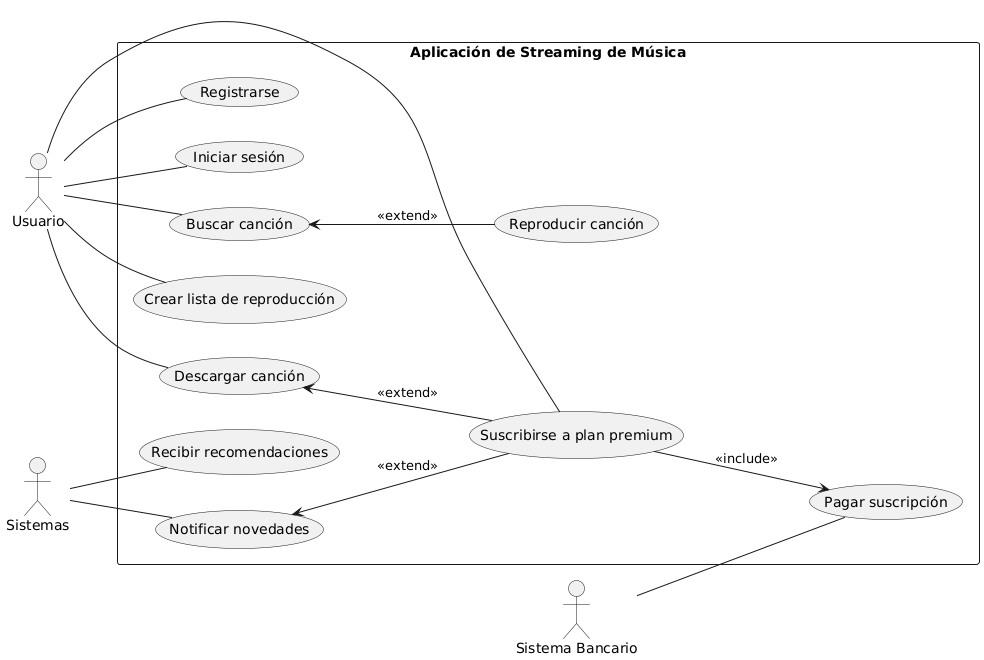 Aplicación de Streaming de Música
Registrarse
Iniciar sesión
Usuario
Buscar canción
«extend»
Reproducir canción
Crear lista de reproducción
Descargar canción
«extend»
Suscribirse a plan premium
Recibir recomendaciones
«extend»
«include»
Pagar suscripción
Sistemas
Notificar novedades
Sistema Bancario